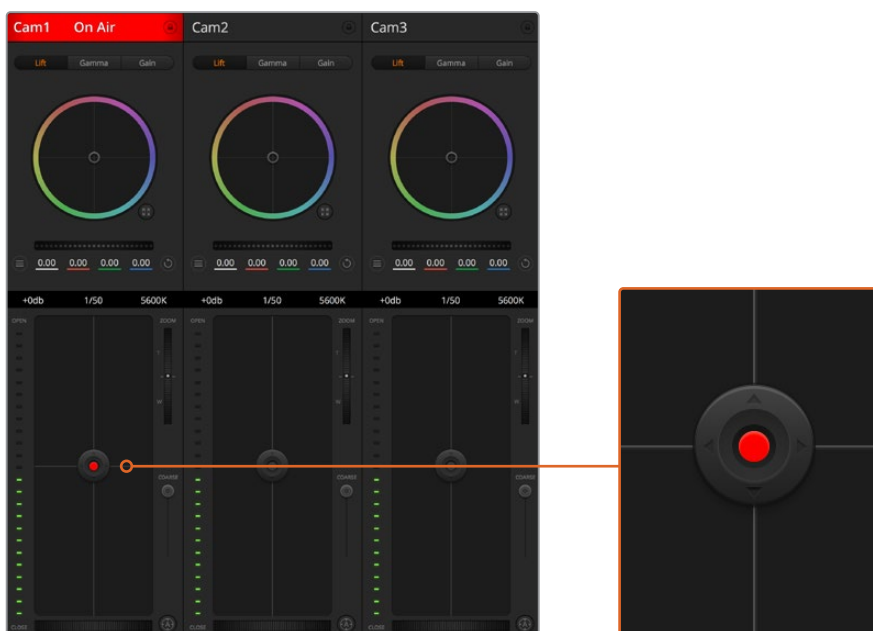 Cam1 On Air Cam2 Cam3
Lift Gamma Gain Lift Gamma Gain Lift Gamma Gain
0.00 0.00 0.00 0.00 0.00 0.00 0.00 0.00 0.00 0.00 0.00 0.00
+0db 1/50 5600K +0db 1/50 5600K +0db 1/50 5600K
OPEN ZOOM OPEN ZOOM OPEN ZOOM
T T T
W W W
COARSE COARSE COARSE
CLOSE CLOSE CLOSE